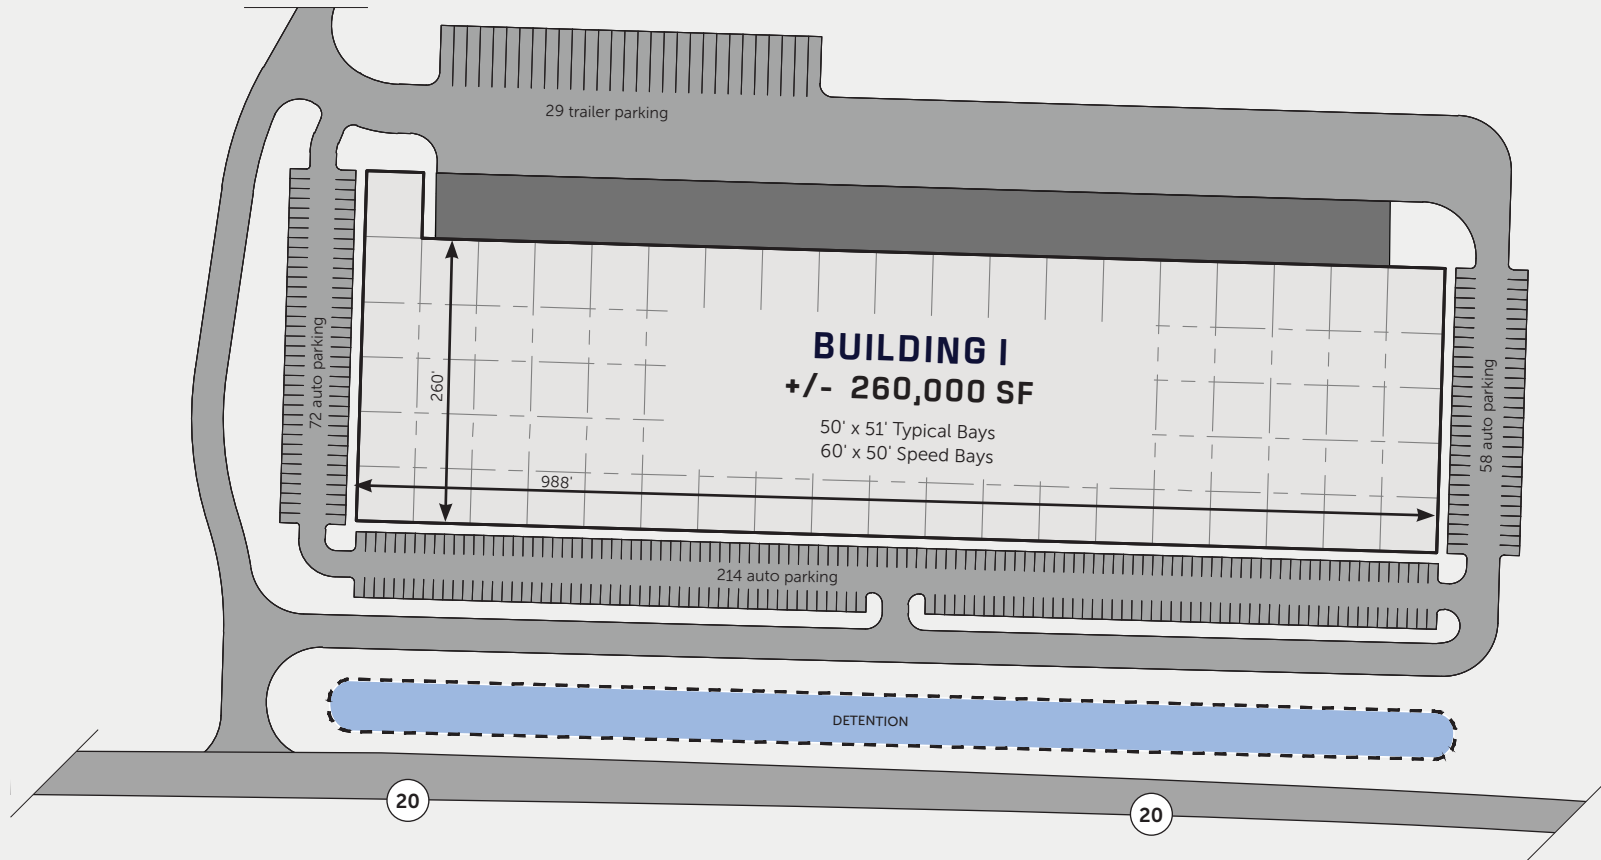 29 trailer parking
72 auto parking
260'
BUILDING I
+/- 260,000 SF
50' x 51' Typical Bays
60' x 50' Speed Bays
58 auto parking
988'
214 auto parking
DETENTION
20
20